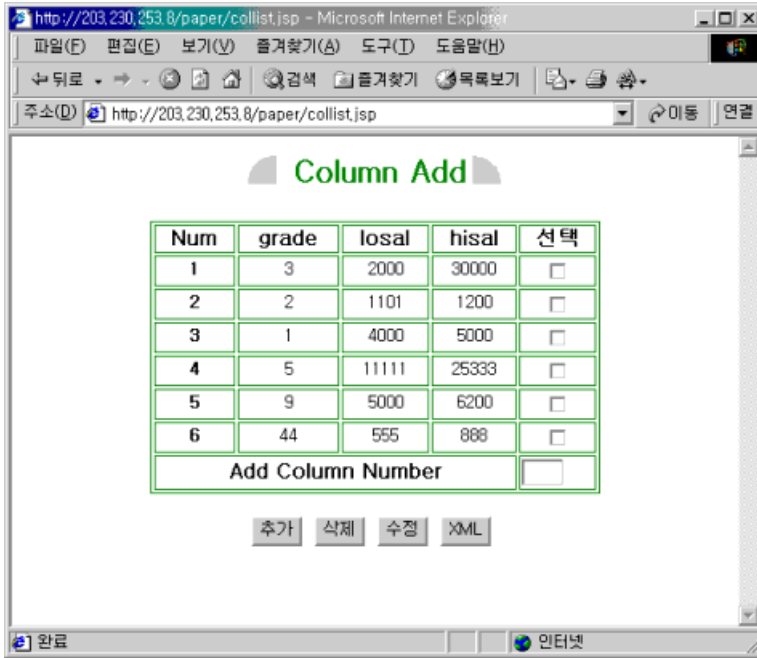 http://203,230,253,8/paper/collist,jsp - Microsoft Internet Explorer
파일(F) 편집(E) 보기(V) 즐겨찾기(A) 도구(T) 도움말(H)
뒤로 검색 즐겨찾기 목록보기
주소(D) http://203,230,253,8/paper/collist,jsp 이동 연결
Column Add
Num grade losal hisal 선택
1 3 2000 30000
2 2 1101 1200
3 1 4000 5000
4 5 11111 25333
5 9 5000 6200
6 44 555 888
Add Column Number
추가 삭제 수정 XML
완료 인터넷